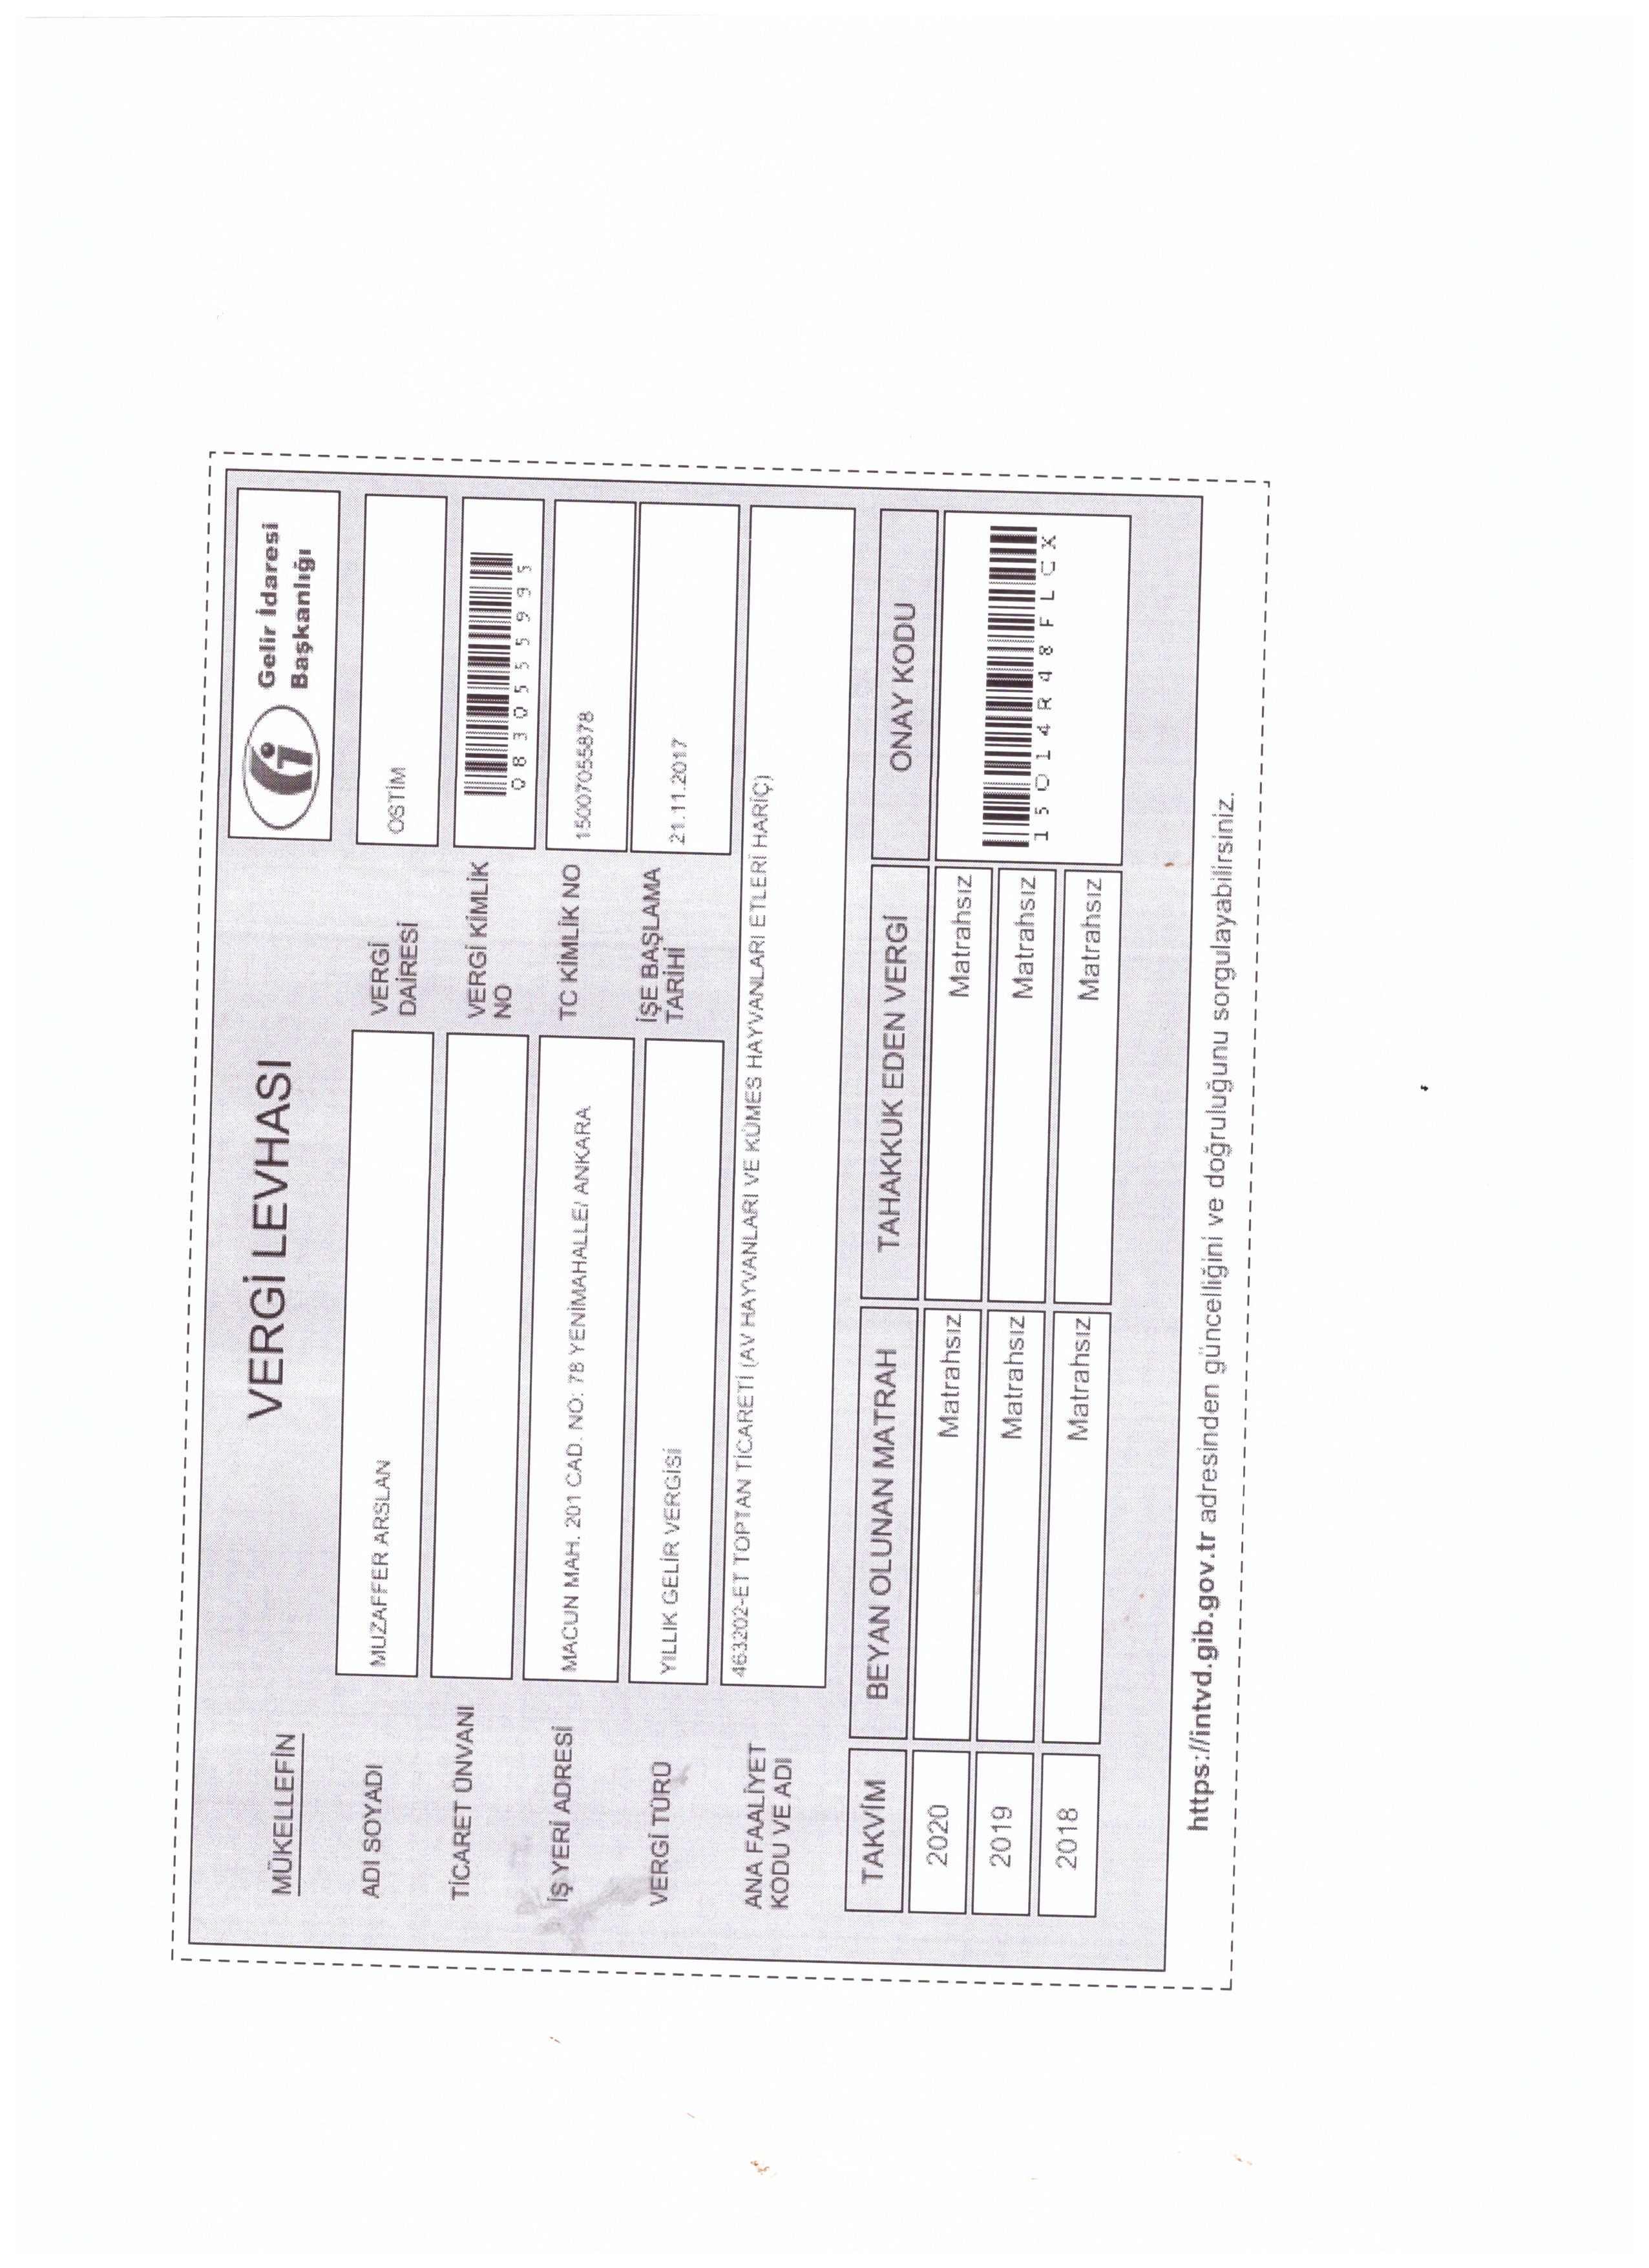 VERGİ LEVHASI
Gelir İdaresi
Başkanlığı
MÜKELLEFİN
ADI SOYADI
MUZAFFER ARSLAN
VERGİ
DAİRESİ
OSTİM
TİCARET ÜNVANI
VERGİ KİMLİK
NO
0830555995
İŞ YERİ ADRESİ
MACUN MAH. 201 CAD. NO: 78 YENİMAHALLE/ ANKARA
TC KİMLİK NO
15007055878
VERGİ TÜRÜ
YILLIK GELİR VERGİSİ
İŞE BAŞLAMA
TARİHİ
21.11.2017
ANA FAALİYET
KODU VE ADI
463202-ET TOPTAN TİCARETİ (AV HAYVANLARI VE KÜMES HAYVANLARI ETLERİ HARİÇ)
TAKVİM BEYAN OLUNAN MATRAH TAHAKKUK EDEN VERGİ ONAY KODU
2020 Matrahsız Matrahsız
2019 Matrahsız Matrahsız
15014R48FLCX
2018 Matrahsız Matrahsız
https://intvd.gib.gov.tr adresinden güncelliğini ve doğruluğunu sorgulayabilirsiniz.